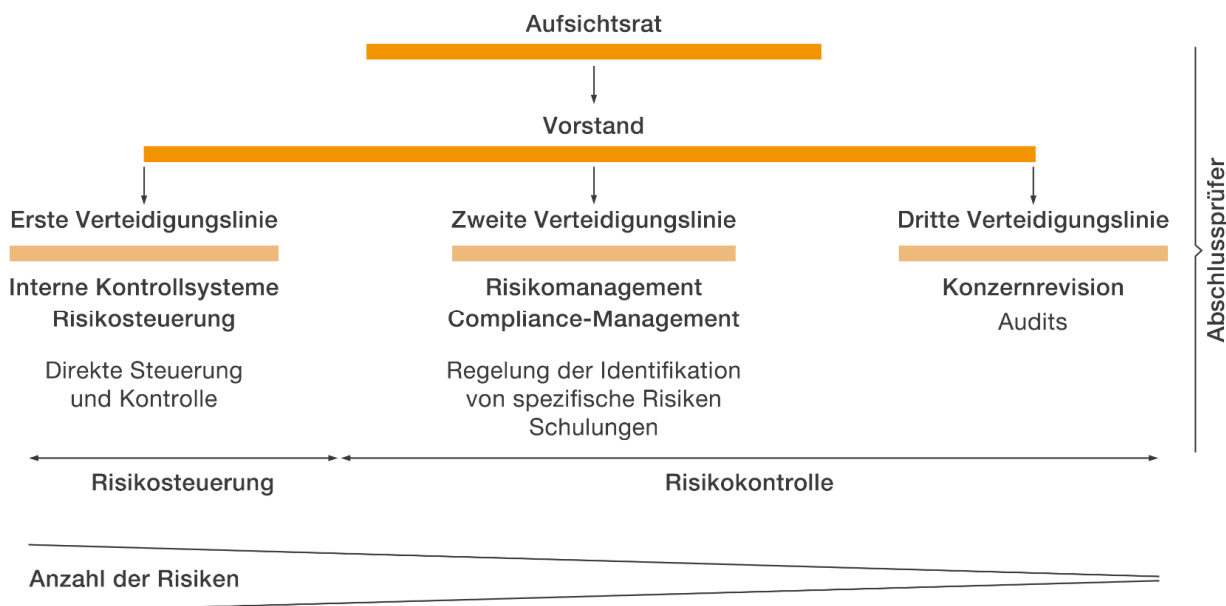 Aufsichtsrat
Vorstand
Erste Verteidigungslinie
Interne Kontrollsysteme
Risikosteuerung
Direkte Steuerung
und Kontrolle
Zweite Verteidigungslinie
Risikomanagement
Compliance-Management
Regelung der Identifikation
von spezifische Risiken
Schulungen
Dritte Verteidigungslinie
Konzernrevision
Audits
Abschlussprüfer
Risikosteuerung
Risikokontrolle
Anzahl der Risiken